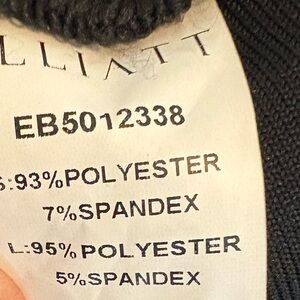 LLIATT
EB5012338
S:93%POLYESTER
7%SPANDEX
L:95%POLYESTER
5%SPANDEX